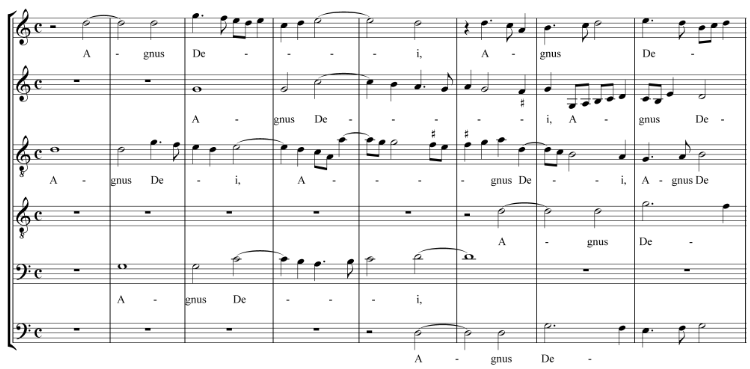 A - gnus De - - - i, A - gnus De -
A - gnus De - - - - - i, A - gnus De -
A - gnus De - i, A - - - - gnus De - - i, A - gnus De
A - gnus De -
A - gnus De - - - i,
A - gnus De -